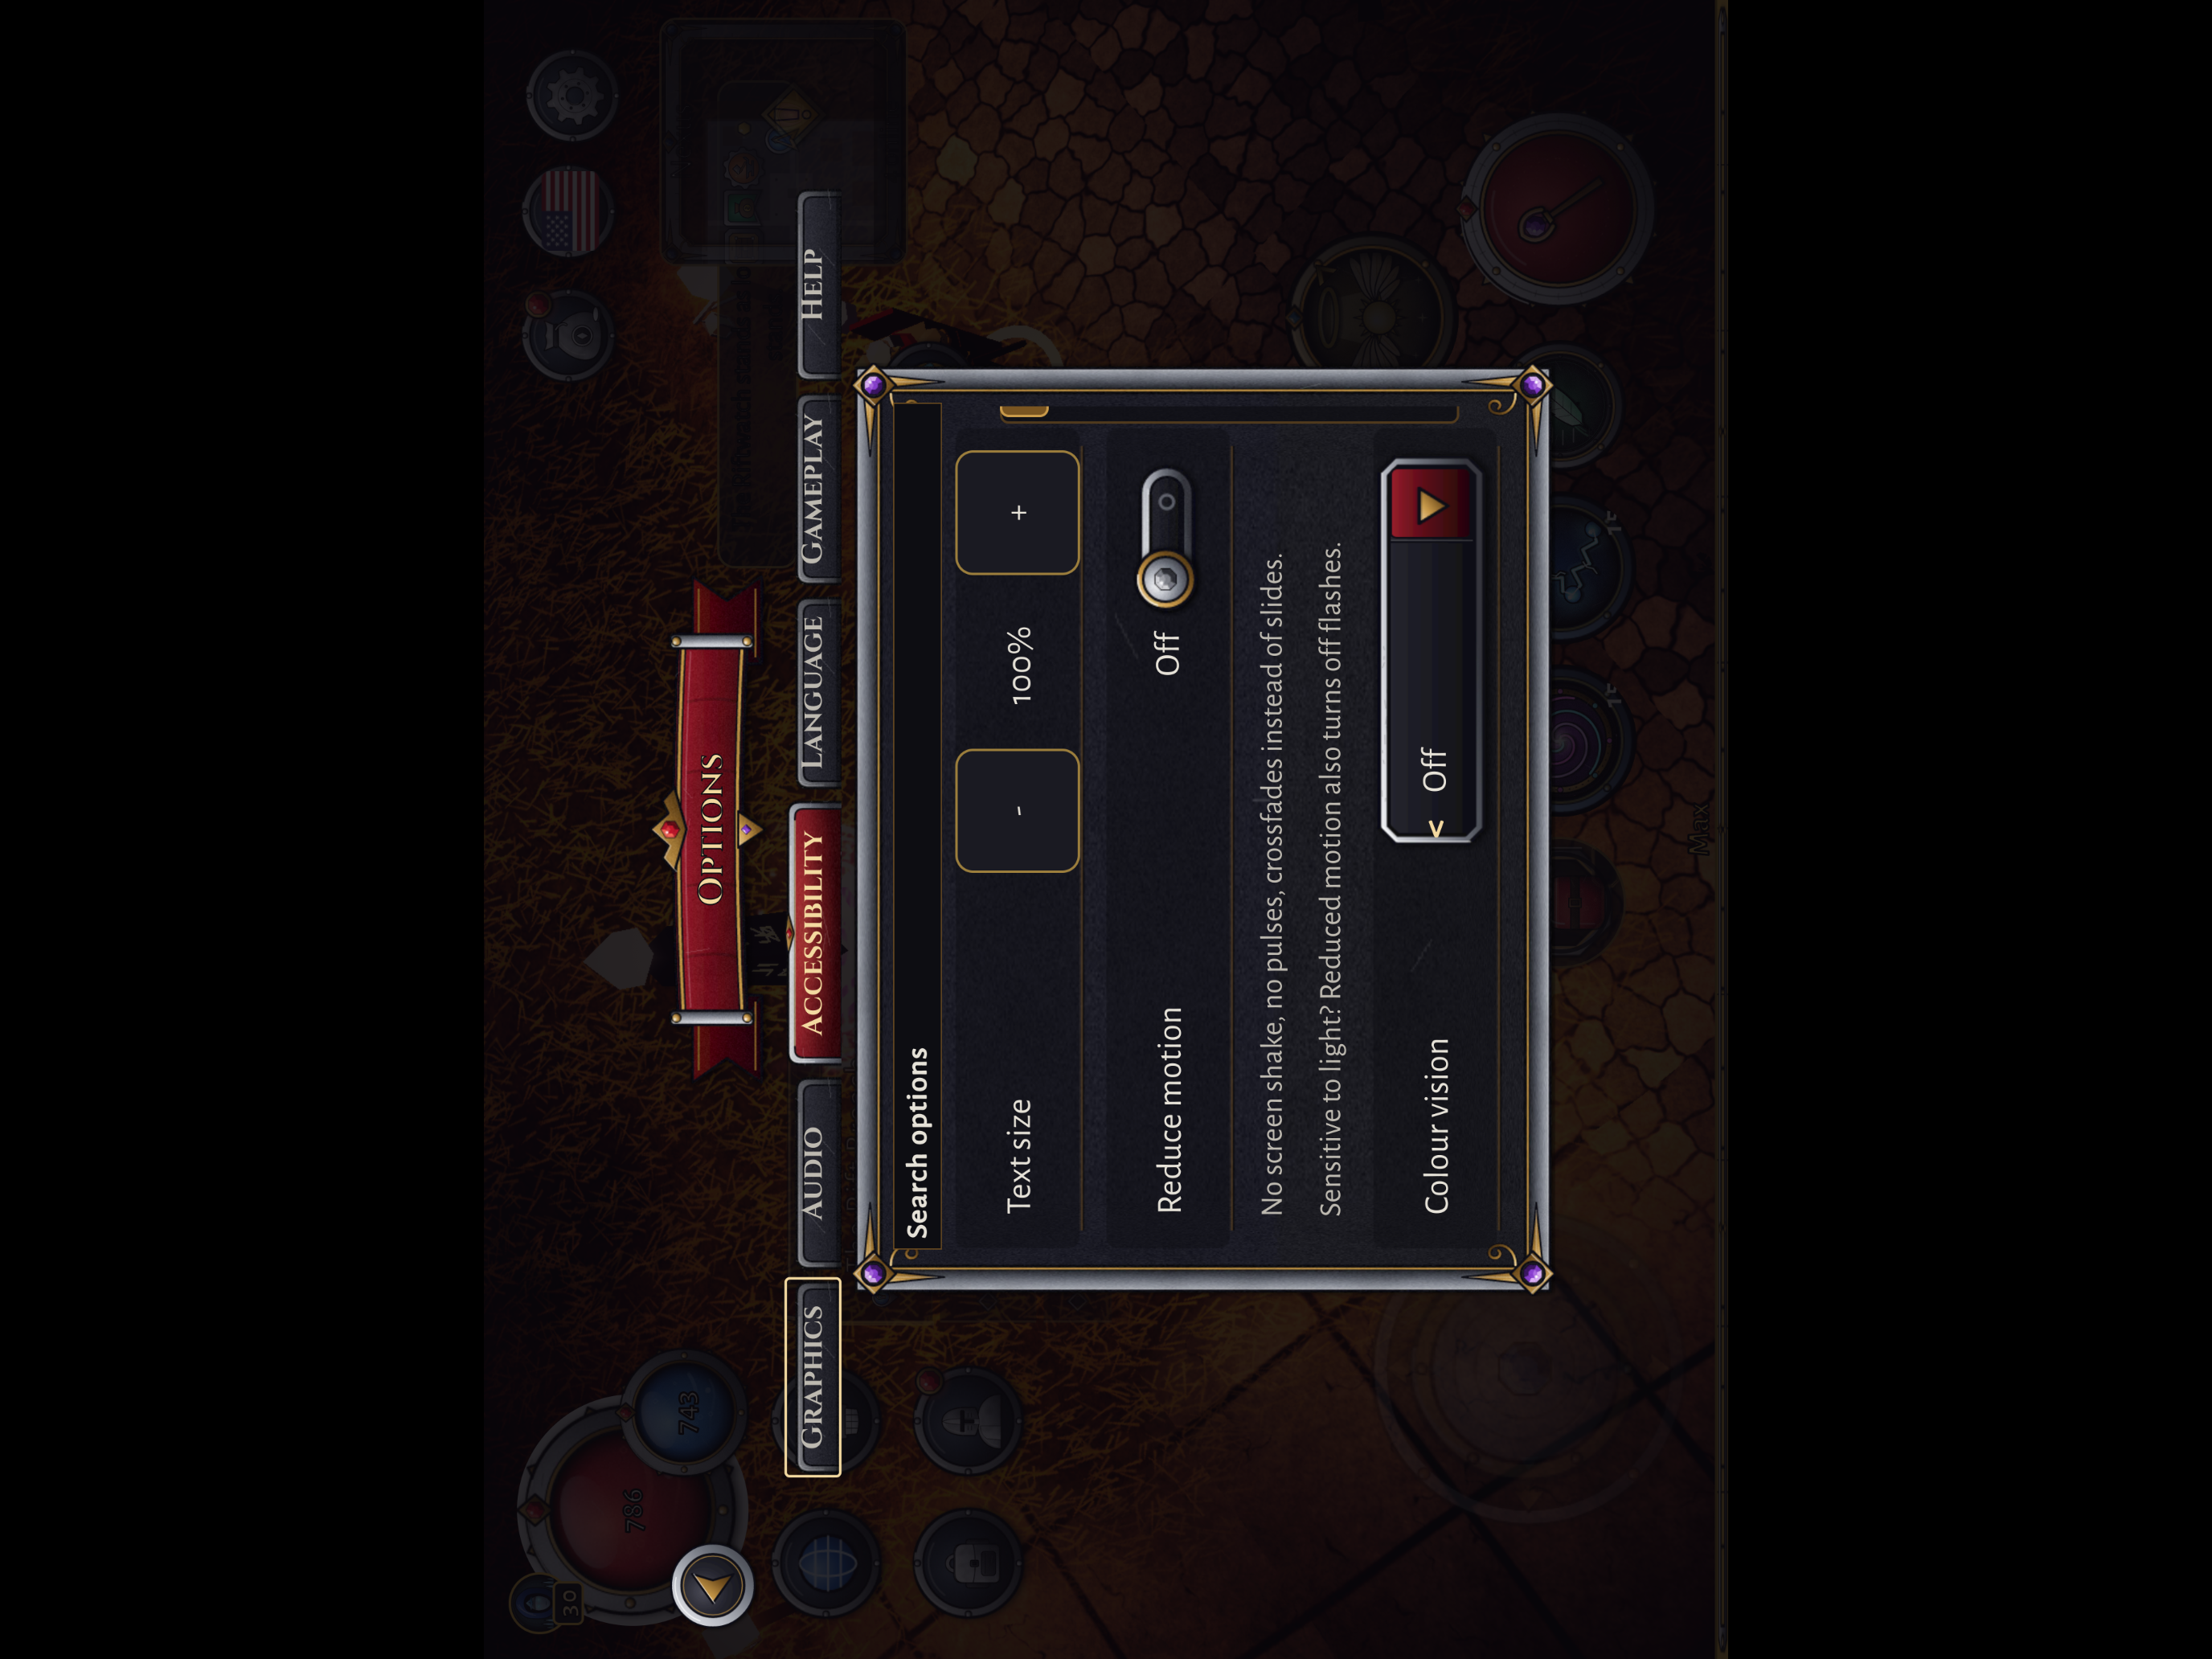 30
786
743
OPTIONS
GRAPHICS
AUDIO
ACCESSIBILITY
LANGUAGE
GAMEPLAY
HELP
Search options
Text size
-
100%
+
Reduce motion
Off
No screen shake, no pulses, crossfades instead of slides.
Sensitive to light? Reduced motion also turns off flashes.
Colour vision
< Off
Max